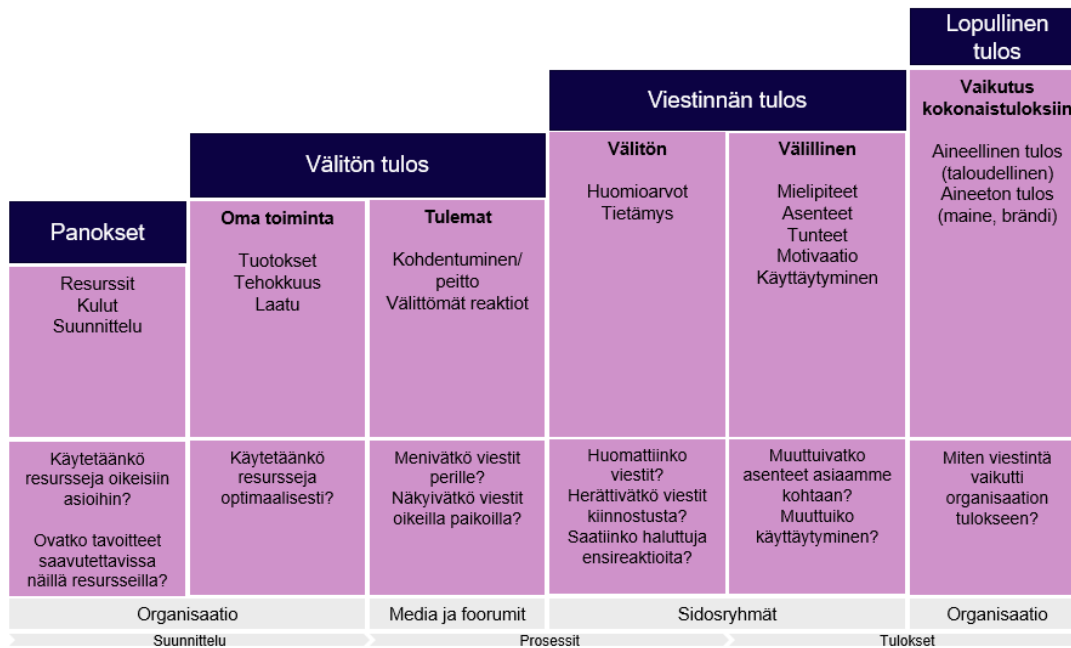 Panokset
Resurssit
Kulut
Suunnittelu
Käytetäänkö
resursseja oikeisiin
asioihin?
Ovatko tavoitteet
saavutettavissa
näillä resursseilla?
Välitön tulos
Oma toiminta
Tuotokset
Tehokkuus
Laatu
Käytetäänkö
resursseja
optimaalisesti?
Tulemat
Kohdentuminen/
peitto
Välittömät reaktiot
Menivätkö viestit
perille?
Näkyivätkö viestit
oikeilla paikoilla?
Viestinnän tulos
Välitön
Huomioarvot
Tietämys
Huomattiinko
viestit?
Herättivätkö viestit
kiinnostusta?
Saatiinko haluttuja
ensireaktioita?
Välillinen
Mielipiteet
Asenteet
Tunteet
Motivaatio
Käyttäytyminen
Muuttuivatko
asenteet asiaamme
kohtaan?
Muuttuiko
käyttäytyminen?
Lopullinen
tulos
Vaikutus
kokonaistuloksiin
Aineellinen tulos
(taloudellinen)
Aineeton tulos
(maine, brändi)
Miten viestintä
vaikutti
organisaation
tulokseen?
Organisaatio
Media ja foorumit
Sidosryhmät
Organisaatio
Suunnittelu
Prosessit
Tulokset